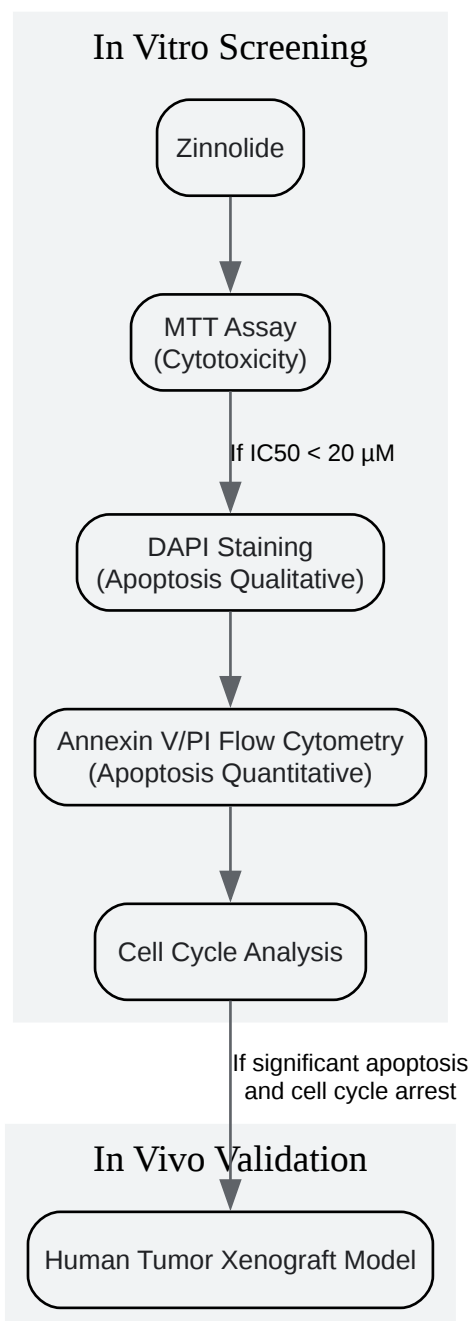 In Vitro Screening
Zinnolide
MTT Assay
(Cytotoxicity)
If IC50 < 20 µM
DAPI Staining
(Apoptosis Qualitative)
Annexin V/PI Flow Cytometry
(Apoptosis Quantitative)
Cell Cycle Analysis
If significant apoptosis
and cell cycle arrest
In Vivo Validation
Human Tumor Xenograft Model